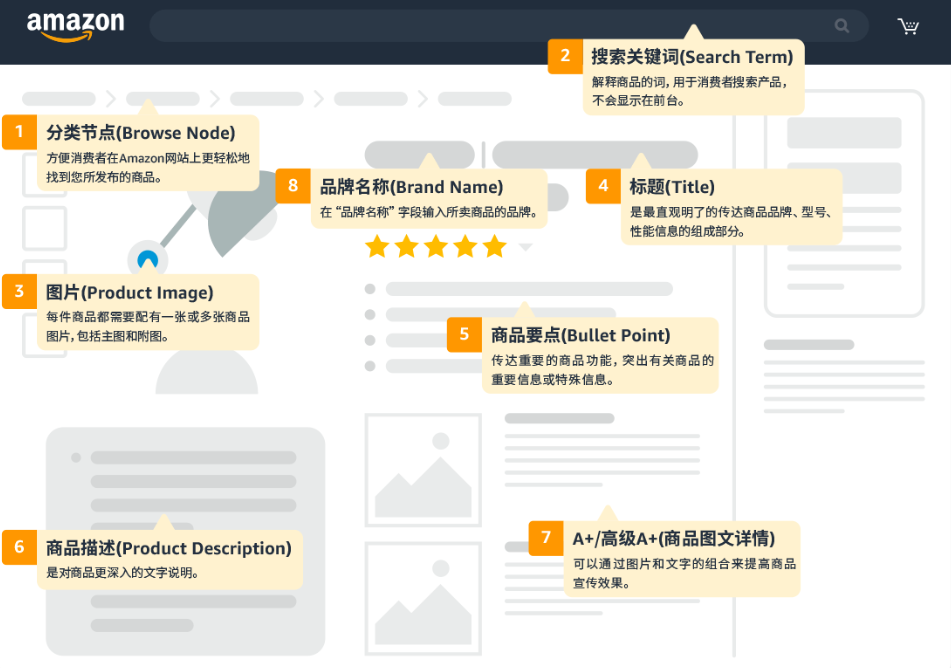 amazon
2
搜索关键词(Search Term)
解释商品的词，用于消费者搜索产品，
不会显示在前台。
1
分类节点(Browse Node)
方便消费者在Amazon网站上更轻松地
找到您所发布的商品。
8
品牌名称(Brand Name)
在 “品牌名称” 字段输入所卖商品的品牌。
4
标题(Title)
是最直观明了的传达商品品牌、型号、
性能信息的组成部分。
3
图片(Product Image)
每件商品都需要配有一张或多张商品
图片，包括主图和附图。
5
商品要点(Bullet Point)
传达重要的商品功能，突出有关商品的
重要信息或特殊信息。
6
商品描述(Product Description)
是对商品更深入的文字说明。
7
A+/高级A+(商品图文详情)
可以通过图片和文字的组合来提高商品
宣传效果。